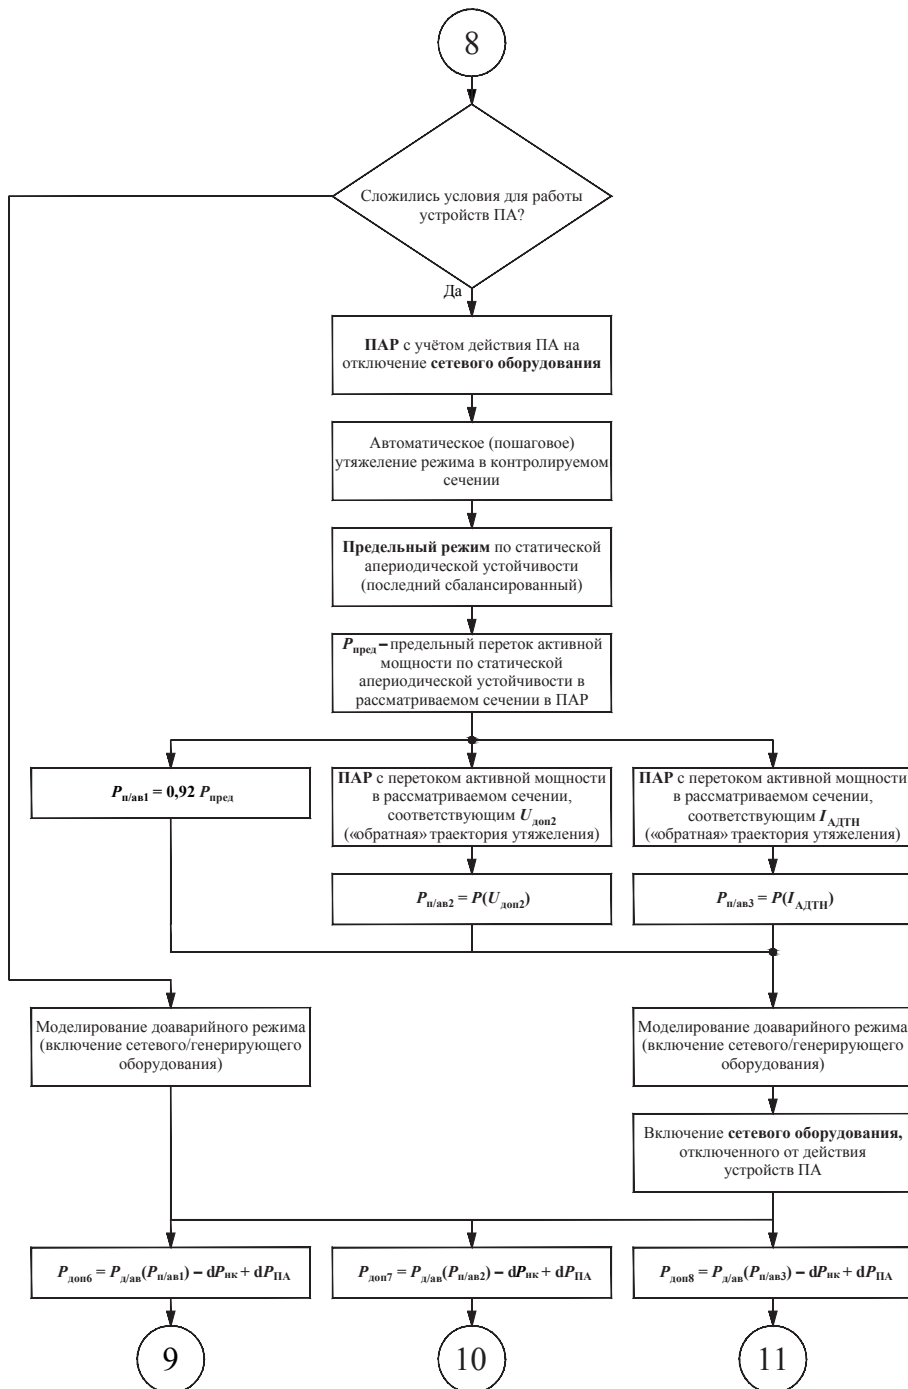 8
Сложились условия для работы
устройств ПА?
Да
ПАР с учётом действия ПА на
отключение сетевого оборудования
Автоматическое (пошаговое)
утяжеление режима в контролируемом
сечении
Предельный режим по статической
апериодической устойчивости
(последний сбалансированный)
Pпред – предельный переток активной
мощности по статической
апериодической устойчивости в
рассматриваемом сечении в ПАР
Pп/ав1 = 0,92 Pпред
ПАР с перетоком активной мощности
в рассматриваемом сечении,
соответствующим Uдоп2
(«обратная» траектория утяжеления)
ПАР с перетоком активной мощности
в рассматриваемом сечении,
соответствующим IАДТН
(«обратная» траектория утяжеления)
Pп/ав2 = P(Uдоп2)
Pп/ав3 = P(IАДТН)
Моделирование доаварийного режима
(включение сетевого/генерирующего
оборудования)
Моделирование доаварийного режима
(включение сетевого/генерирующего
оборудования)
Включение сетевого оборудования,
отключенного от действия
устройств ПА
Pдоп6 = Pд/ав(Pп/ав1) – dPнк + dPПА
Pдоп7 = Pд/ав(Pп/ав2) – dPнк + dPПА
Pдоп8 = Pд/ав(Pп/ав3) – dPнк + dPПА
9
10
11